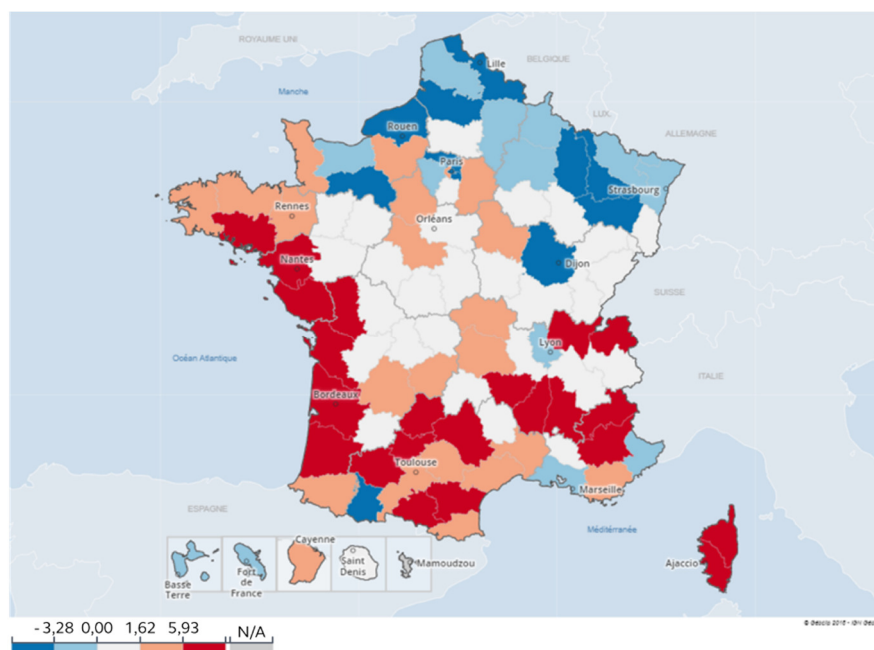 ROYAUME UNI
Lille
BELGIQUE
Manche
LUX.
Rouen
ALLEMAGNE
Paris
Strasbourg
Rennes
Orléans
Nantes
Dijon
SUISSE
Lyon
Océan Atlantique
ITALIE
Bordeaux
Toulouse
Marseille
ESPAGNE
Méditérranée
Cayenne
Saint
Denis
Mamoudzou
Ajaccio
Fort
de
France
Basse
Terre
-3,28 0,00 1,62 5,93 N/A